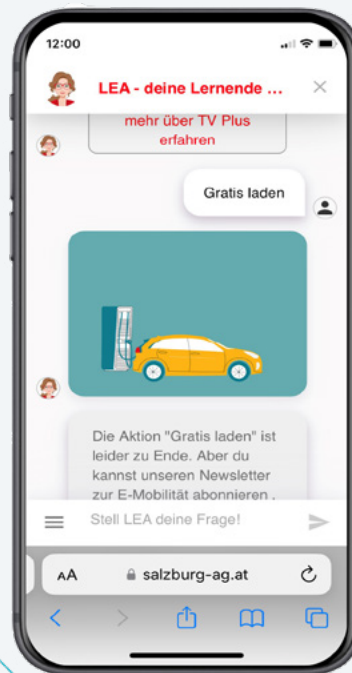 12:00
LEA - deine Lernende ...
mehr über TV Plus
erfahren
Gratis laden
Die Aktion "Gratis laden" ist
leider zu Ende. Aber du
kannst unseren Newsletter
zur E-Mobilität abonnieren .
Stell LEA deine Frage!
AA salzburg-ag.at